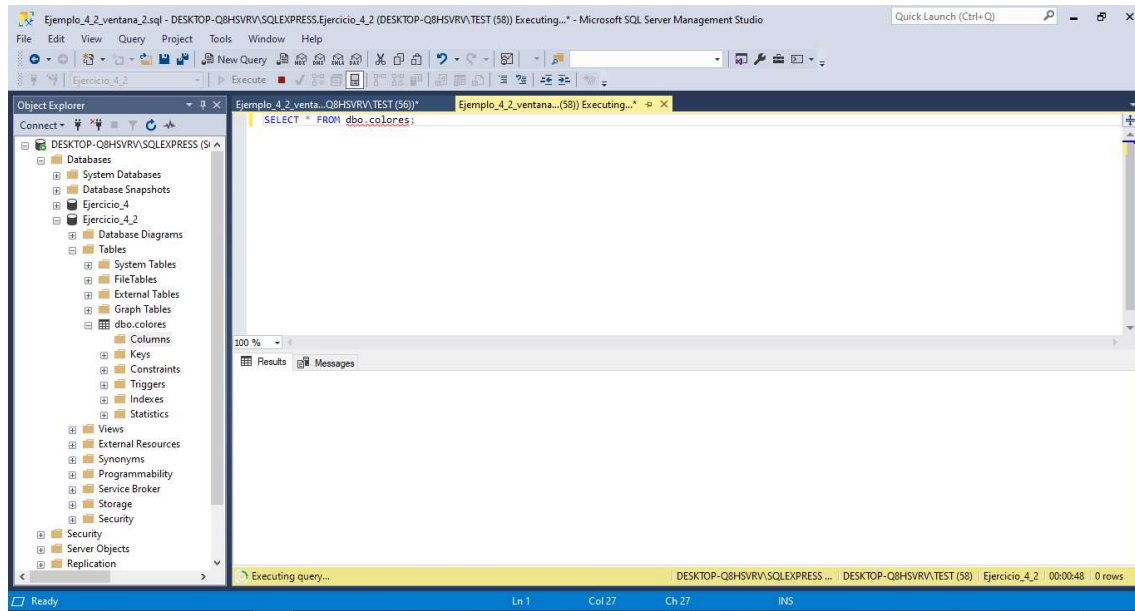 Ejemplo_4_2_ventana_2.sql - DESKTOP-Q8HSVRV\SQLEXPRESS.Ejercicio_4_2 (DESKTOP-Q8HSVRV\TEST (58)) Executing...* - Microsoft SQL Server Management Studio
Quick Launch (Ctrl+Q)
File Edit View Query Project Tools Window Help
New Query
Ejercicio_4_2
Execute
Object Explorer
Ejemplo_4_2_venta...Q8HSVRV\TEST (56))*
Ejemplo_4_2_ventana...(58)) Executing...*
Connect
SELECT * FROM dbo.colores;
DESKTOP-Q8HSVRV\SQLEXPRESS
Databases
System Databases
Database Snapshots
Ejercicio_4
Ejercicio_4_2
Database Diagrams
Tables
System Tables
FileTables
External Tables
Graph Tables
dbo.colores
Columns
Keys
Constraints
Triggers
Indexes
Statistics
Views
External Resources
Synonyms
Programmability
Service Broker
Storage
Security
Security
Server Objects
Replication
100 %
Results Messages
Executing query...
DESKTOP-Q8HSVRV\SQLEXPRESS ... DESKTOP-Q8HSVRV\TEST (58) Ejercicio_4_2 00:00:48 0 rows
Ready Ln 1 Col 27 Ch 27 INS